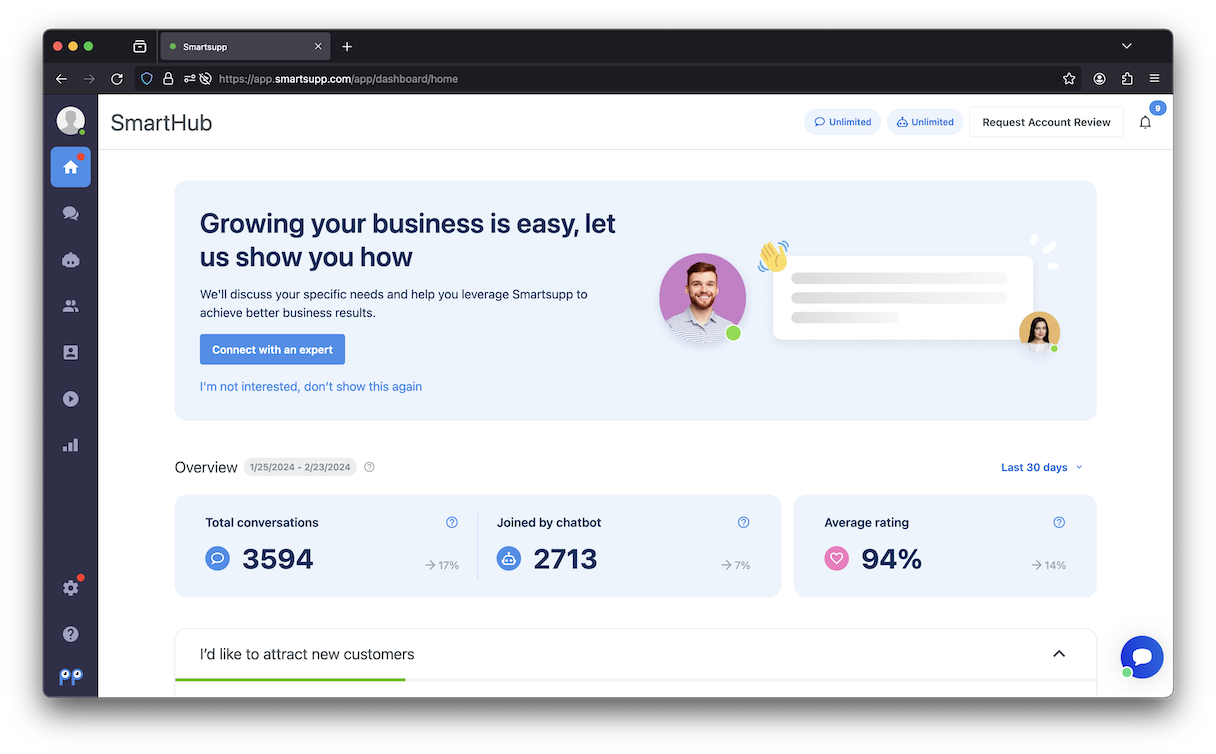 Smartsupp
https://app.smartsupp.com/app/dashboard/home
SmartHub
Unlimited
Unlimited
Request Account Review
9
Growing your business is easy, let
us show you how
We'll discuss your specific needs and help you leverage Smartsupp to
achieve better business results.
Connect with an expert
I'm not interested, don't show this again
Overview
1/25/2024 - 2/23/2024
Last 30 days
Total conversations
3594
17%
Joined by chatbot
2713
7%
Average rating
94%
14%
I'd like to attract new customers